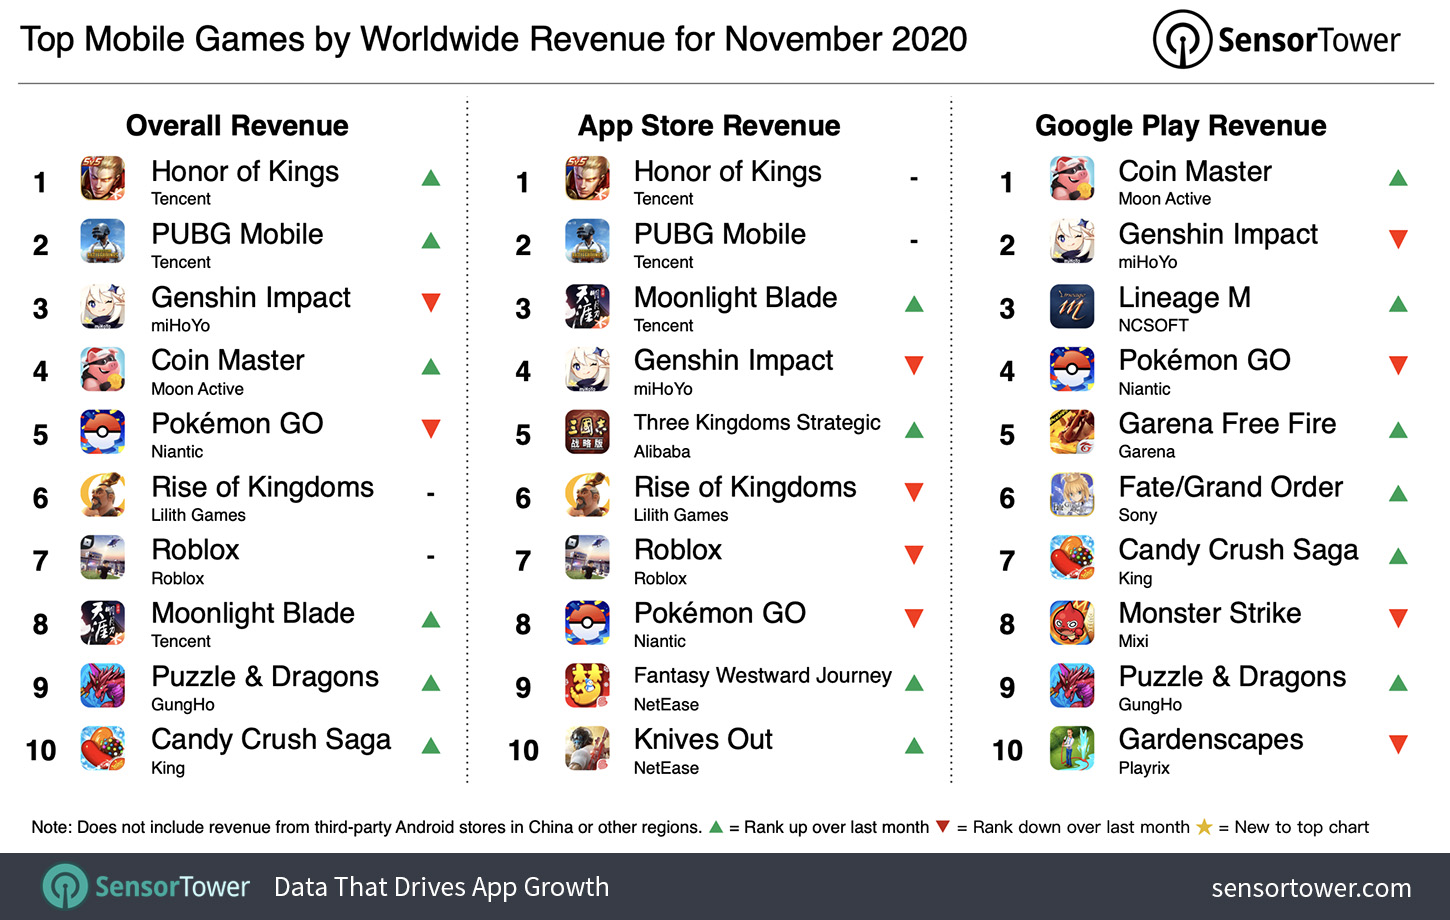 Top Mobile Games by Worldwide Revenue for November 2020
SensorTower
Overall Revenue
1
Honor of Kings
Tencent
2
PUBG Mobile
Tencent
3
Genshin Impact
miHoYo
4
Coin Master
Moon Active
5
Pokémon GO
Niantic
6
Rise of Kingdoms
Lilith Games
-
7
Roblox
Roblox
-
8
Moonlight Blade
Tencent
9
Puzzle & Dragons
GungHo
10
Candy Crush Saga
King
App Store Revenue
1
Honor of Kings
Tencent
-
2
PUBG Mobile
Tencent
-
3
Moonlight Blade
Tencent
4
Genshin Impact
miHoYo
5
Three Kingdoms Strategic
Alibaba
6
Rise of Kingdoms
Lilith Games
7
Roblox
Roblox
8
Pokémon GO
Niantic
9
Fantasy Westward Journey
NetEase
10
Knives Out
NetEase
Google Play Revenue
1
Coin Master
Moon Active
2
Genshin Impact
miHoYo
3
Lineage M
NCSOFT
4
Pokémon GO
Niantic
5
Garena Free Fire
Garena
6
Fate/Grand Order
Sony
7
Candy Crush Saga
King
8
Monster Strike
Mixi
9
Puzzle & Dragons
GungHo
10
Gardenscapes
Playrix
Note: Does not include revenue from third-party Android stores in China or other regions. ▲ = Rank up over last month ▼ = Rank down over last month ★ = New to top chart
SensorTower Data That Drives App Growth
sensortower.com